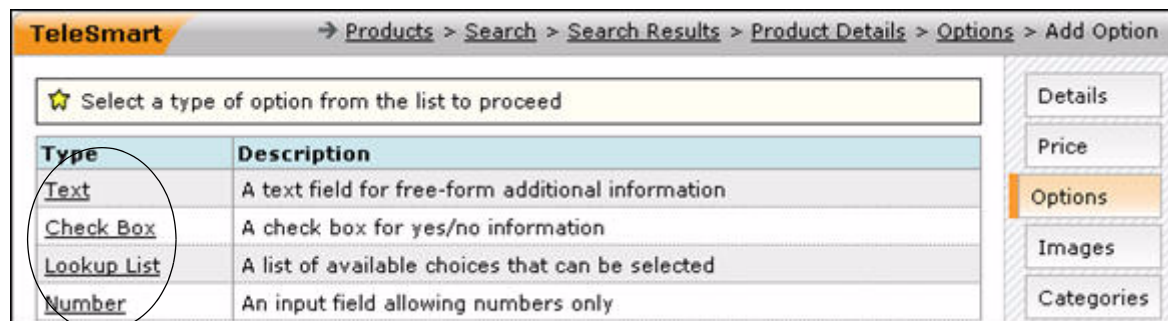 TeleSmart → Products > Search > Search Results > Product Details > Options > Add Option
Select a type of option from the list to proceed
Type Description
Text A text field for free-form additional information
Check Box A check box for yes/no information
Lookup List A list of available choices that can be selected
Number An input field allowing numbers only
Details
Price
Options
Images
Categories